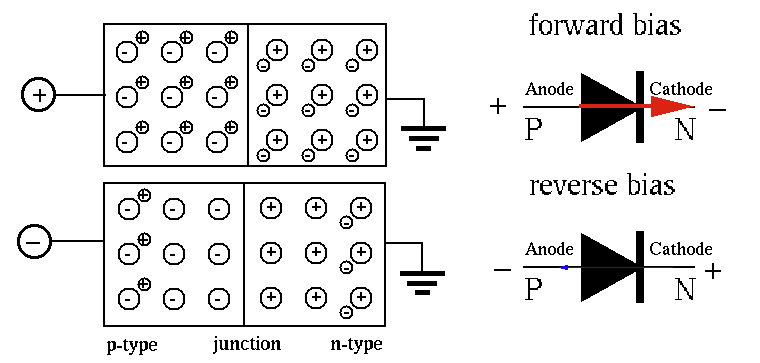 forward bias
Anode Cathode
+ −
P N
reverse bias
Anode Cathode
− +
P N
p-type junction n-type